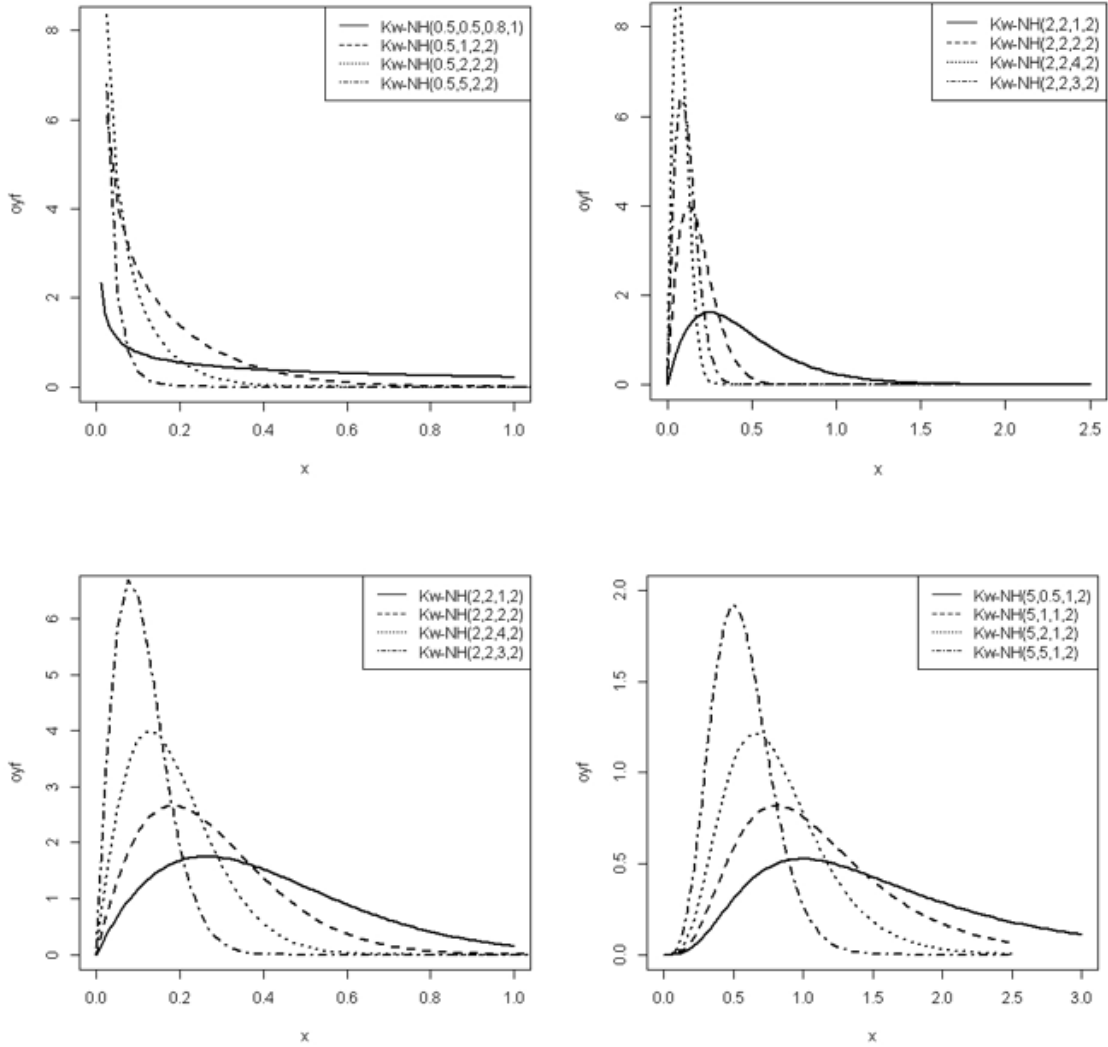 Kw-NH(0.5,0.5,0.8,1)
Kw-NH(0.5,1,2,2)
Kw-NH(0.5,2,2,2)
Kw-NH(0.5,5,2,2)
8
6
4
2
0
oyf
0.0 0.2 0.4 0.6 0.8 1.0
x
Kw-NH(2,2,1,2)
Kw-NH(2,2,2,2)
Kw-NH(2,2,4,2)
Kw-NH(2,2,3,2)
8
6
4
2
0
oyf
0.0 0.5 1.0 1.5 2.0 2.5
x
Kw-NH(2,2,1,2)
Kw-NH(2,2,2,2)
Kw-NH(2,2,4,2)
Kw-NH(2,2,3,2)
6
5
4
3
2
1
0
oyf
0.0 0.2 0.4 0.6 0.8 1.0
x
Kw-NH(5,0.5,1,2)
Kw-NH(5,1,1,2)
Kw-NH(5,2,1,2)
Kw-NH(5,5,1,2)
2.0
1.5
1.0
0.5
0.0
oyf
0.0 0.5 1.0 1.5 2.0 2.5 3.0
x